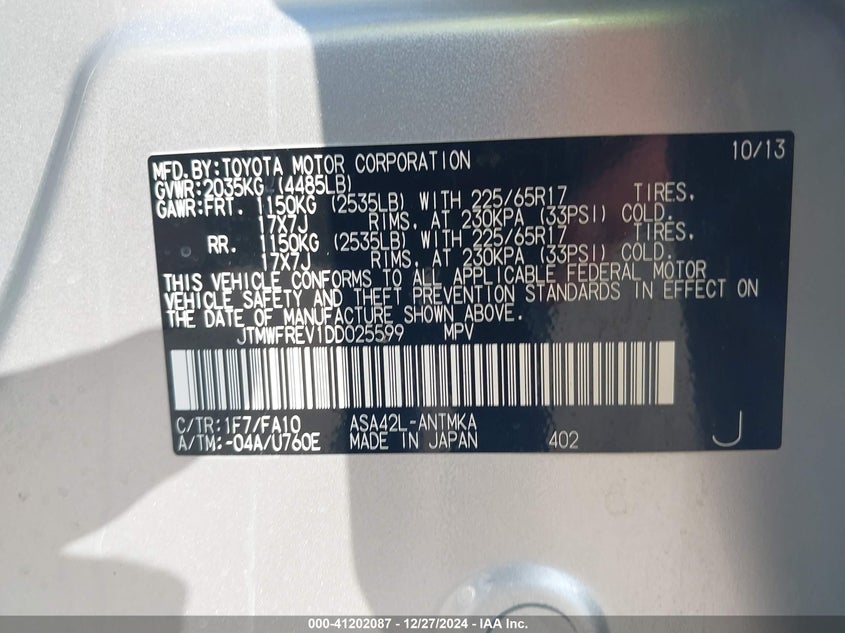 MFD.BY:TOYOTA MOTOR CORPORATION 10/13
GVWR:2035KG (4485LB)
GAWR:FRT. 1150KG (2535LB) WITH 225/65R17 TIRES,
17X7J RIMS, AT 230KPA (33PSI) COLD.
RR. 1150KG (2535LB) WITH 225/65R17 TIRES,
17X7J RIMS, AT 230KPA (33PSI) COLD.
THIS VEHICLE CONFORMS TO ALL APPLICABLE FEDERAL MOTOR
VEHICLE SAFETY AND THEFT PREVENTION STANDARDS IN EFFECT ON
THE DATE OF MANUFACTURE SHOWN ABOVE.
JTMWFREV1DD025599 MPV
C/TR:1F7/FA10 ASA42L-ANTMKA
A/TM:-04A/U760E MADE IN JAPAN 402 J
000-41202087 - 12/27/2024 - IAA Inc.